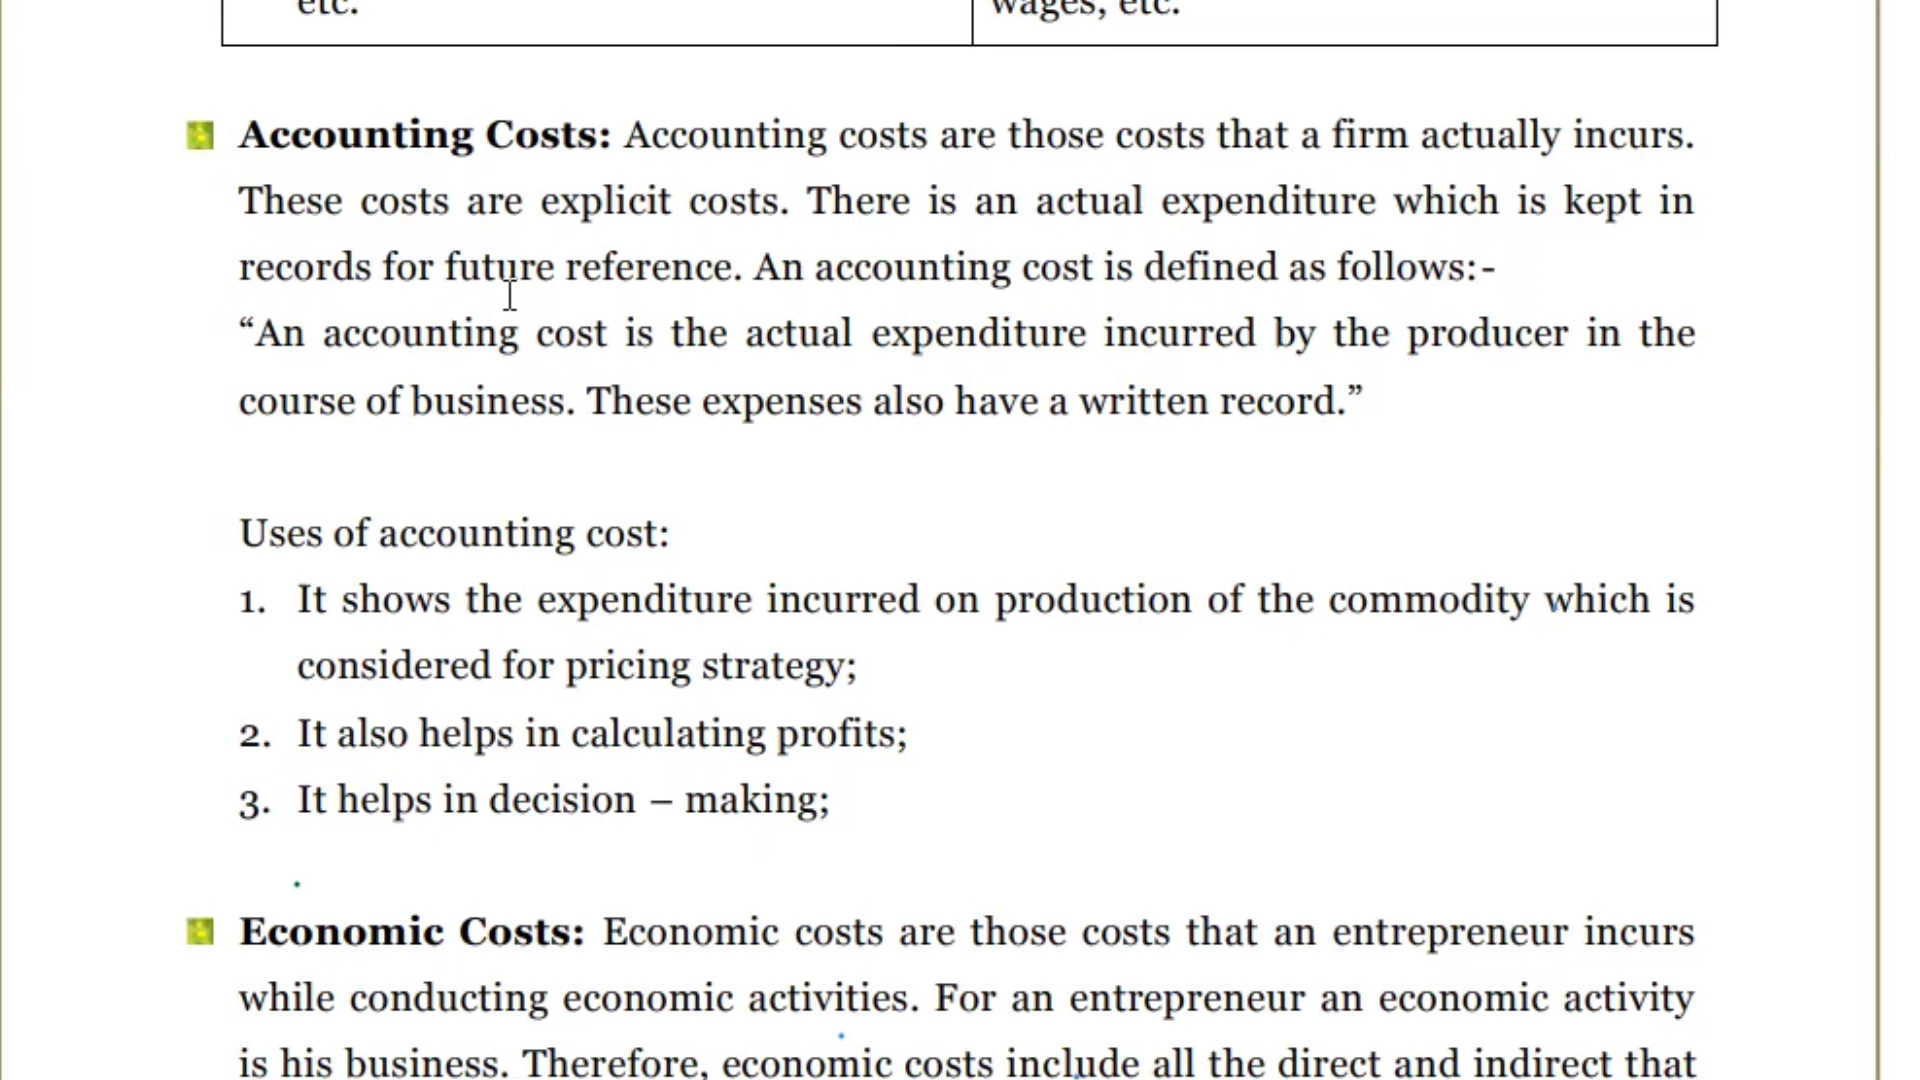 etc.
wages, etc.
Accounting Costs: Accounting costs are those costs that a firm actually incurs.
These costs are explicit costs. There is an actual expenditure which is kept in
records for future reference. An accounting cost is defined as follows:-
“An accounting cost is the actual expenditure incurred by the producer in the
course of business. These expenses also have a written record.”
Uses of accounting cost:
1. It shows the expenditure incurred on production of the commodity which is
considered for pricing strategy;
2. It also helps in calculating profits;
3. It helps in decision – making;
Economic Costs: Economic costs are those costs that an entrepreneur incurs
while conducting economic activities. For an entrepreneur an economic activity
is his business. Therefore, economic costs include all the direct and indirect that